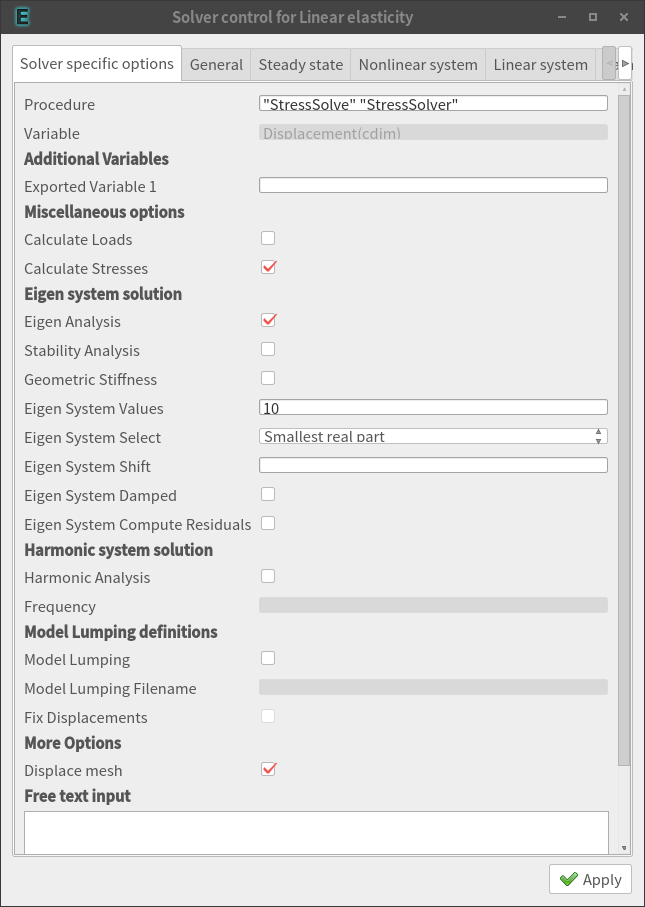 E
Solver control for Linear elasticity
Solver specific options General Steady state Nonlinear system Linear system
Procedure "StressSolve" "StressSolver"
Variable Displacement(cdim)
Additional Variables
Exported Variable 1
Miscellaneous options
Calculate Loads
Calculate Stresses
Eigen system solution
Eigen Analysis
Stability Analysis
Geometric Stiffness
Eigen System Values 10
Eigen System Select Smallest real part
Eigen System Shift
Eigen System Damped
Eigen System Compute Residuals
Harmonic system solution
Harmonic Analysis
Frequency
Model Lumping definitions
Model Lumping
Model Lumping Filename
Fix Displacements
More Options
Displace mesh
Free text input
Apply